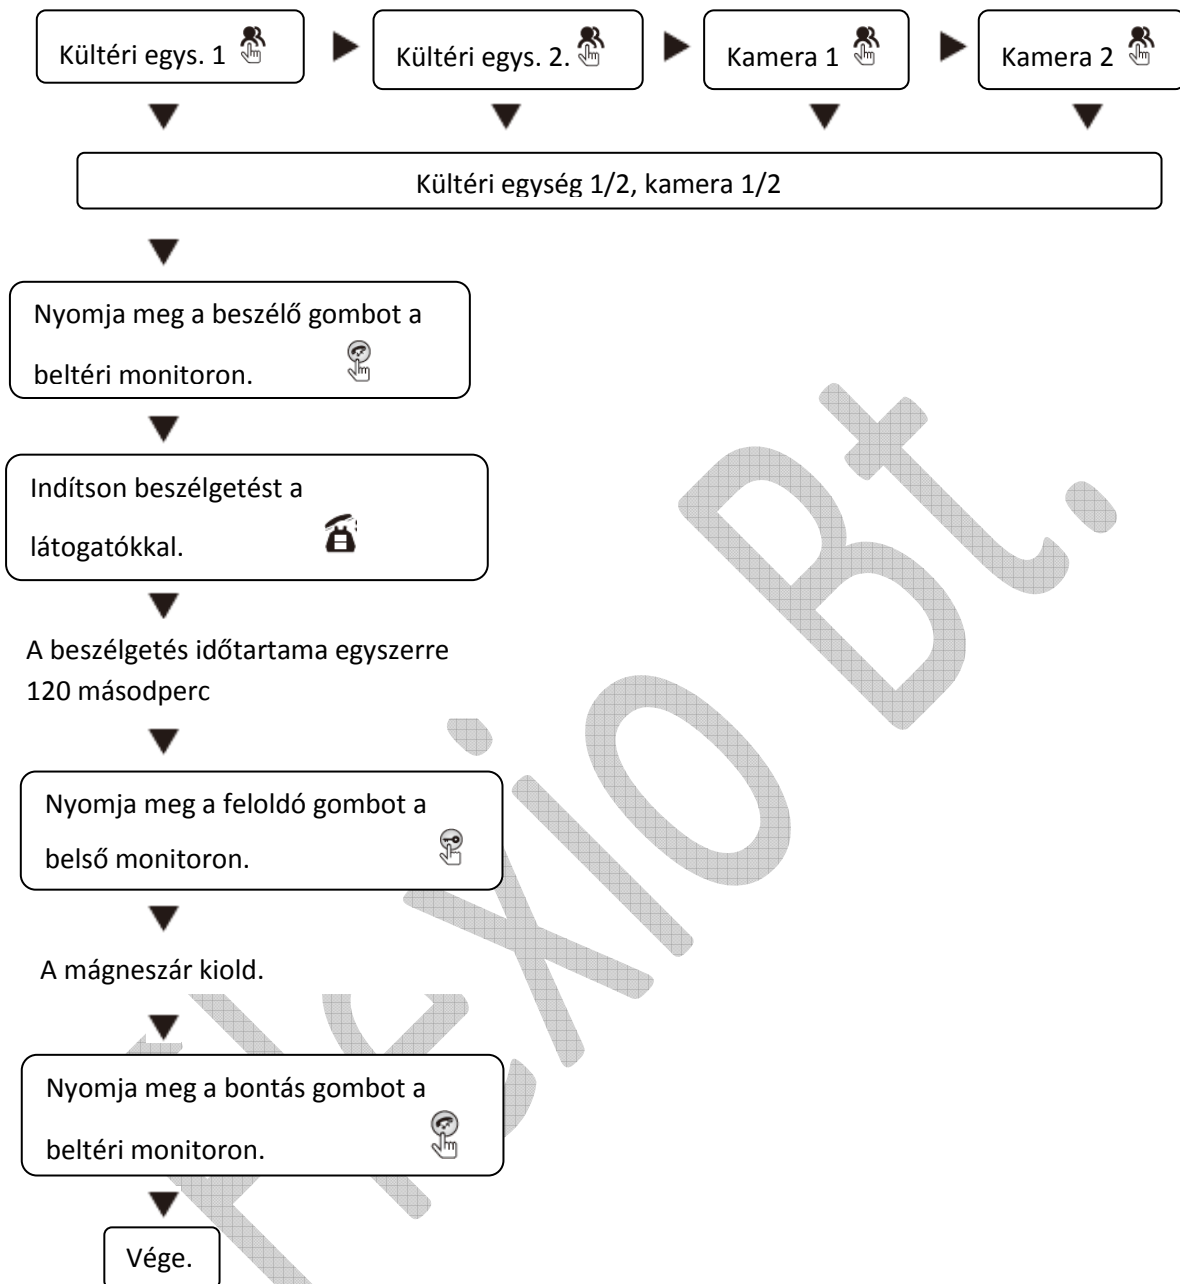 Kültéri egys. 1
Kültéri egys. 2.
Kamera 1
Kamera 2
Kültéri egység 1/2, kamera 1/2
Nyomja meg a beszélő gombot a
beltéri monitoron.
Indítson beszélgetést a
látogatókkal.
A beszélgetés időtartama egyszerre
120 másodperc
Nyomja meg a feloldó gombot a
belső monitoron.
A mágneszár kiold.
Nyomja meg a bontás gombot a
beltéri monitoron.
Vége.